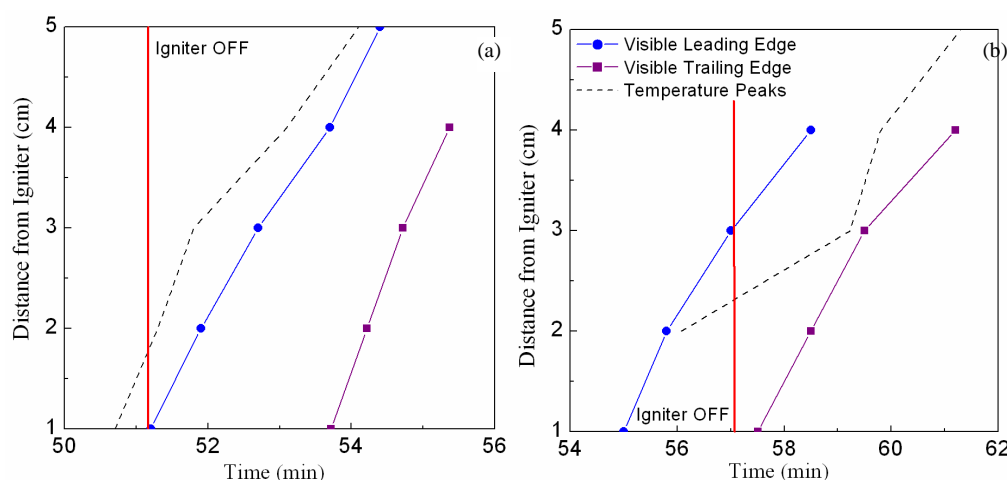 5
4
3
2
1
Distance from Igniter (cm)
Igniter OFF
(a)
50
52
54
56
Time (min)
5
4
3
2
1
Distance from Igniter (cm)
Visible Leading Edge
(b)
Visible Trailing Edge
Temperature Peaks
Igniter OFF
54
56
58
60
62
Time (min)